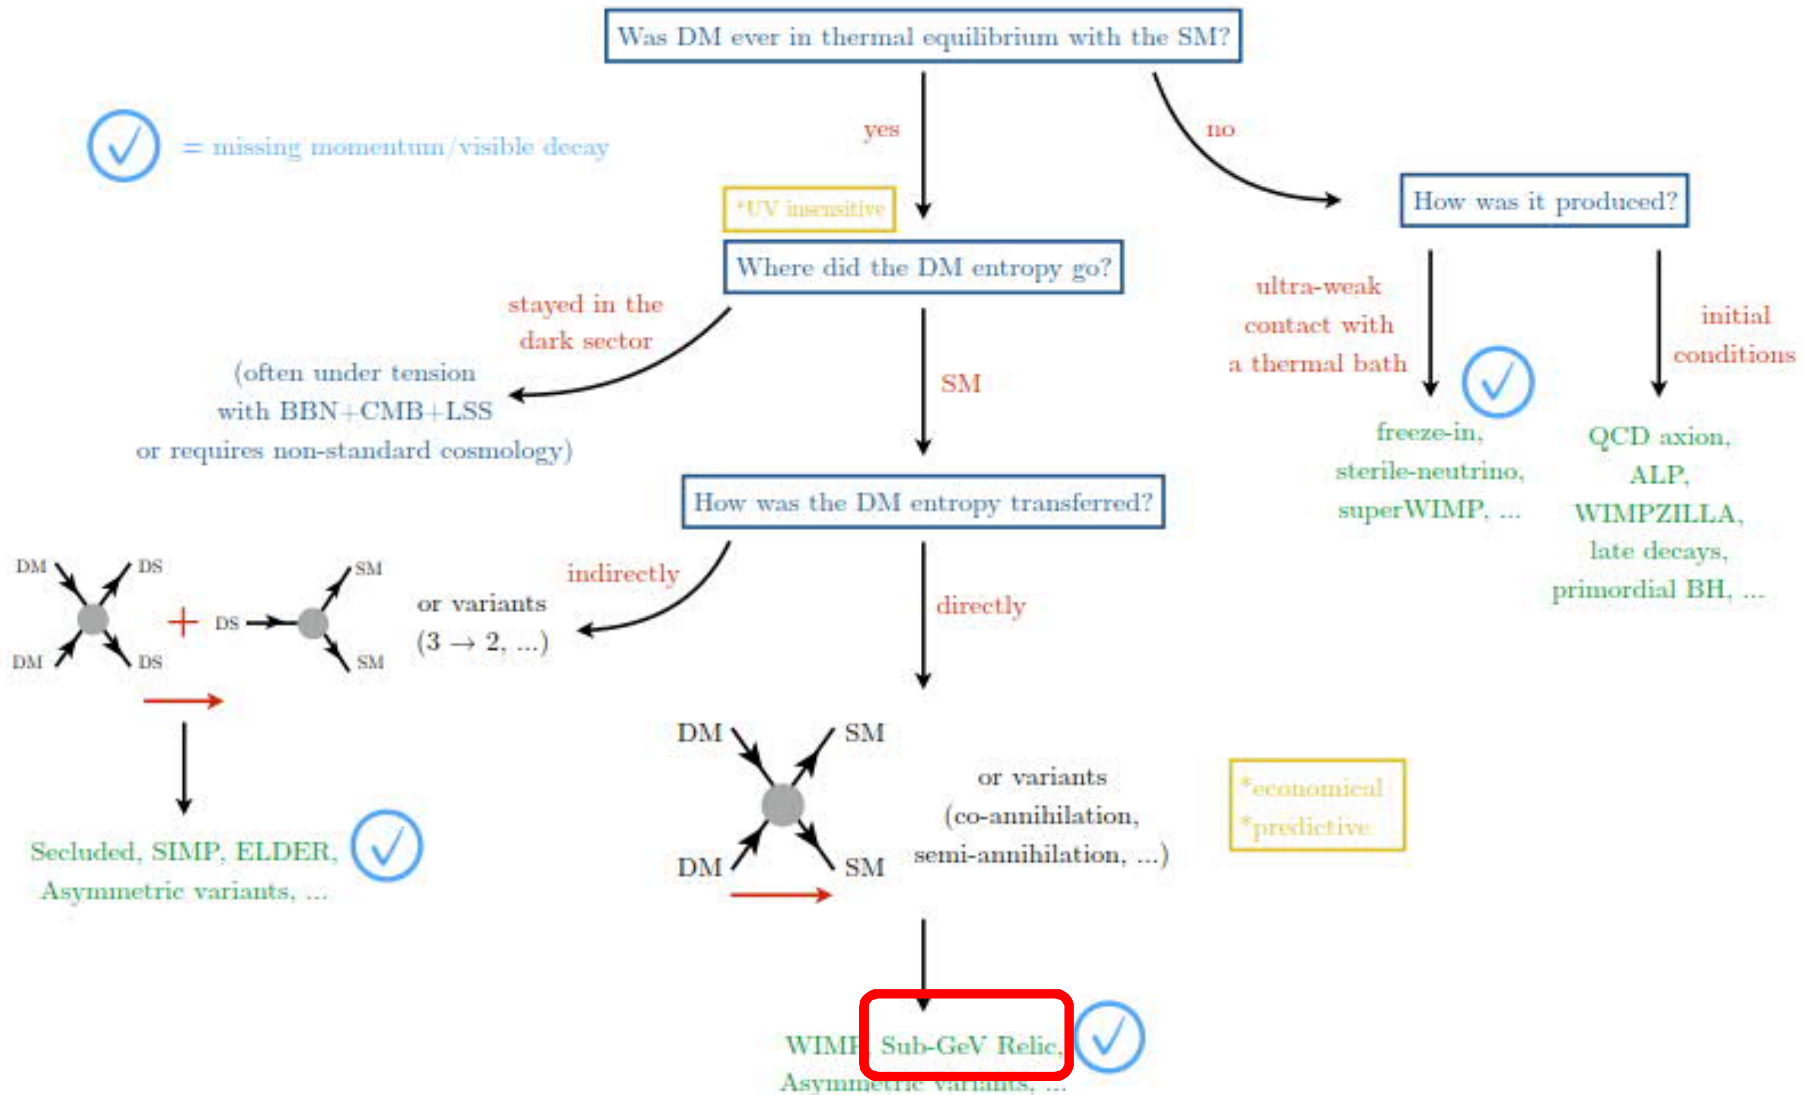 Was DM ever in thermal equilibrium with the SM?
= missing momentum/visible decay
yes
no
*UV insensitive
How was it produced?
Where did the DM entropy go?
stayed in the
dark sector
ultra-weak
contact with
a thermal bath
initial
conditions
(often under tension
with BBN+CMB+LSS
or requires non-standard cosmology)
SM
freeze-in,
sterile-neutrino,
superWIMP, ...
QCD axion,
ALP,
WIMPZILLA,
late decays,
primordial BH, ...
How was the DM entropy transferred?
indirectly
directly
DM DS
DM DS
+
DS SM
SM
or variants
(3 → 2, ...)
Secluded, SIMP, ELDER,
Asymmetric variants, ...
DM SM
DM SM
or variants
(co-annihilation,
semi-annihilation, ...)
*economical
*predictive
WIMP, Sub-GeV Relic,
Asymmetric variants, ...